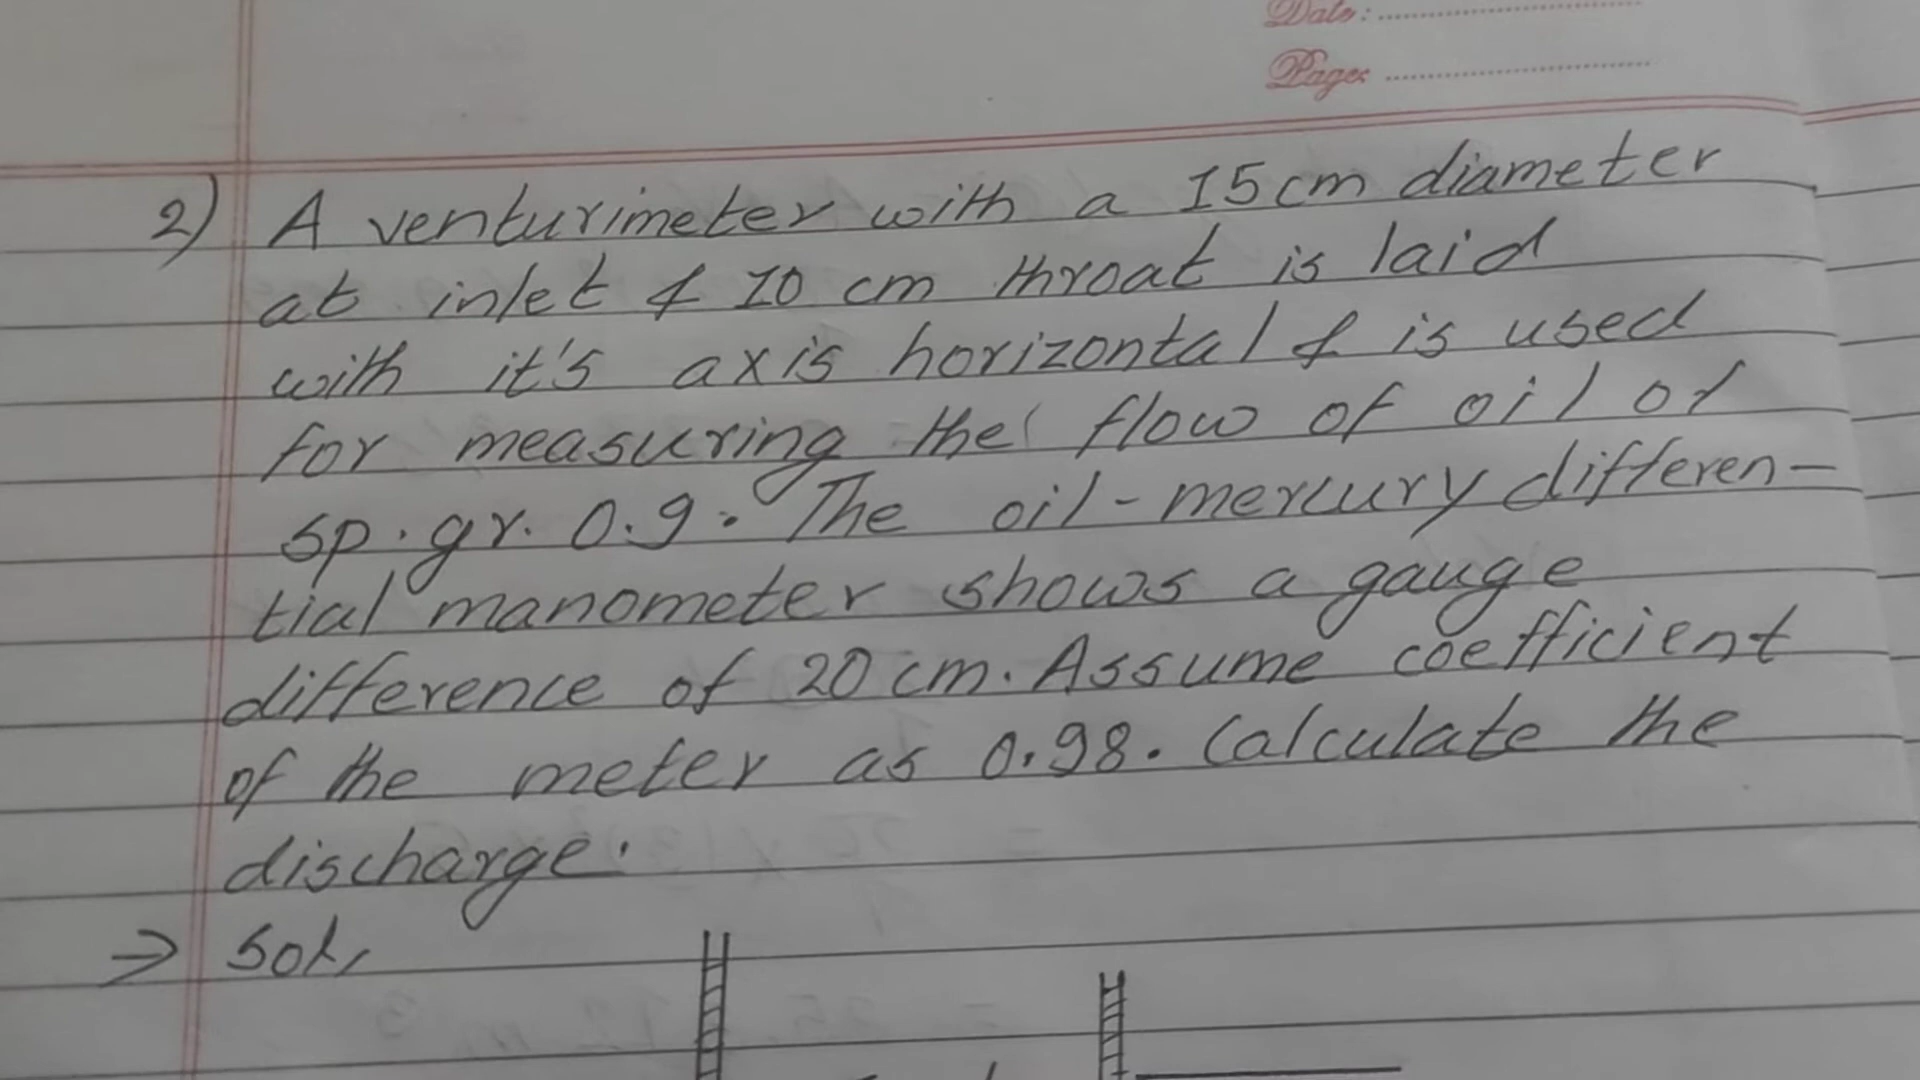 Date:
Page:
2) A venturimeter with a 15cm diameter
at inlet & 10 cm throat is laid
with it's axis horizontal & is used
for measuring the flow of oil of
sp.gr. 0.9. The oil-mercury differen-
tial manometer shows a gauge
difference of 20 cm. Assume coefficient
of the meter as 0.98. Calculate the
discharge.
→ Sol,